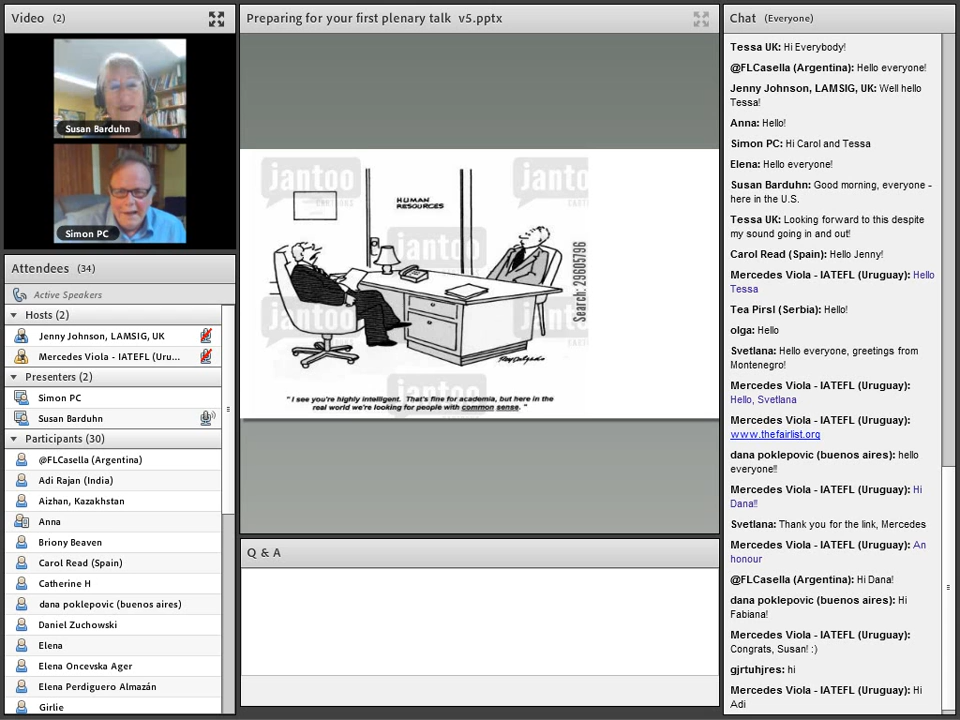 Video (2)
Susan Barduhn
Simon PC
Attendees (34)
Active Speakers
Hosts (2)
Jenny Johnson, LAMSIG, UK
Mercedes Viola - IATEFL (Uru...
Presenters (2)
Simon PC
Susan Barduhn
Participants (30)
@FLCasella (Argentina)
Adi Rajan (India)
Aizhan, Kazakhstan
Anna
Briony Beaven
Carol Read (Spain)
Catherine H
dana poklepovic (buenos aires)
Daniel Zuchowski
Elena
Elena Oncevska Ager
Elena Perdiguero Almazán
Girlie
Preparing for your first plenary talk v5.pptx
jantoo
CARTOONS
janto
HUMAN
RESOURCES
jantoo
Search: 29605796
Roy Delgado
jantoo
"I see you're highly intelligent. That's fine for academia, but here in the
real world we're looking for people with common sense."
Q & A
Chat (Everyone)
Tessa UK: Hi Everybody!
@FLCasella (Argentina): Hello everyone!
Jenny Johnson, LAMSIG, UK: Well hello
Tessa!
Anna: Hello!
Simon PC: Hi Carol and Tessa
Elena: Hello everyone!
Susan Barduhn: Good morning, everyone -
here in the U.S.
Tessa UK: Looking forward to this despite
my sound going in and out!
Carol Read (Spain): Hello Jenny!
Mercedes Viola - IATEFL (Uruguay): Hello
Tessa
Tea Pirsl (Serbia): Hello!
olga: Hello
Svetlana: Hello everyone, greetings from
Montenegro!
Mercedes Viola - IATEFL (Uruguay):
Hello, Svetlana
Mercedes Viola - IATEFL (Uruguay):
www.thefairlist.org
dana poklepovic (buenos aires): hello
everyone!!
Mercedes Viola - IATEFL (Uruguay): Hi
Dana!!
Svetlana: Thank you for the link, Mercedes
Mercedes Viola - IATEFL (Uruguay): An
honour
@FLCasella (Argentina): Hi Dana!
dana poklepovic (buenos aires): Hi
Fabiana!
Mercedes Viola - IATEFL (Uruguay):
Congrats, Susan! :)
gjrtuhjres: hi
Mercedes Viola - IATEFL (Uruguay): Hi
Adi